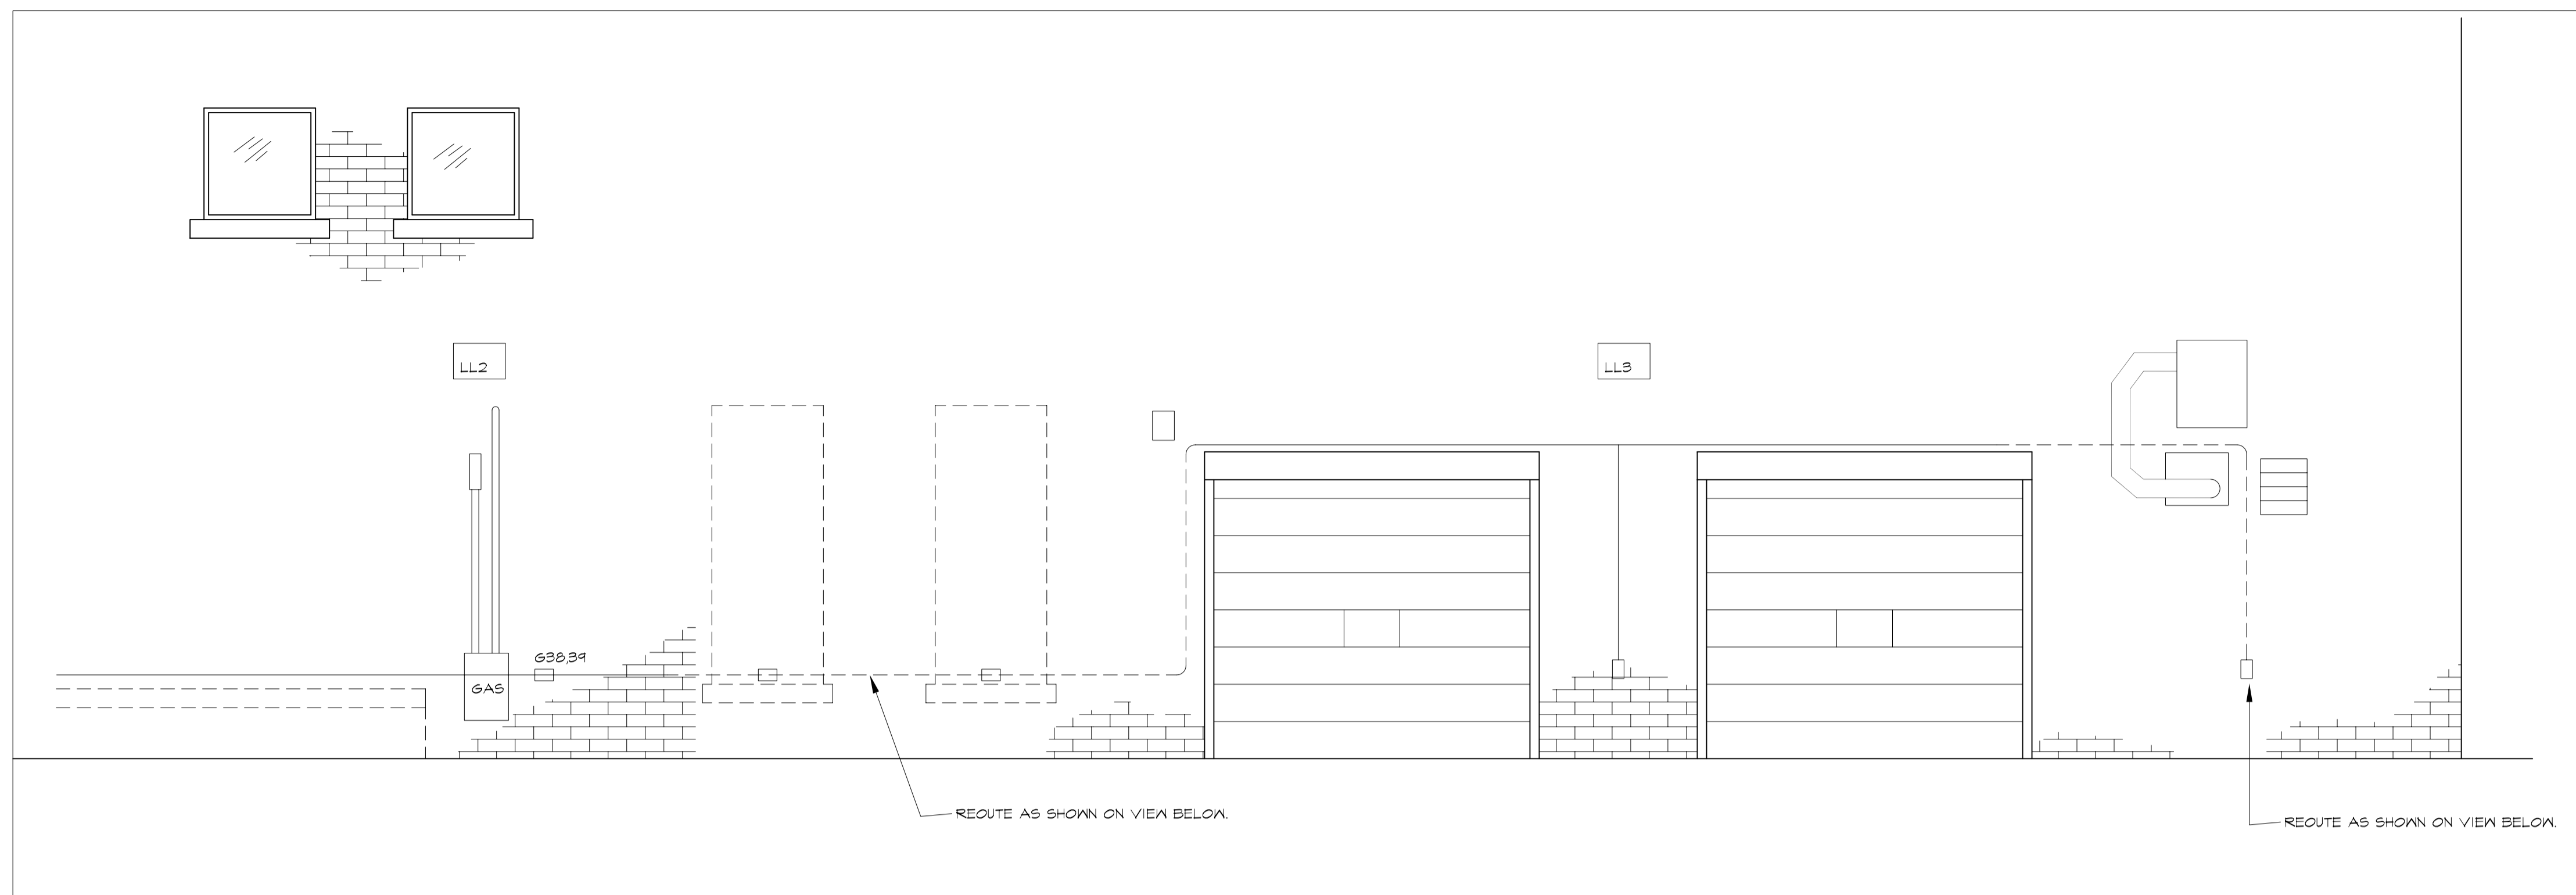 LL2
LL3
G38,39
GAS
REOUTE AS SHOWN ON VIEW BELOW.
REOUTE AS SHOWN ON VIEW BELOW.